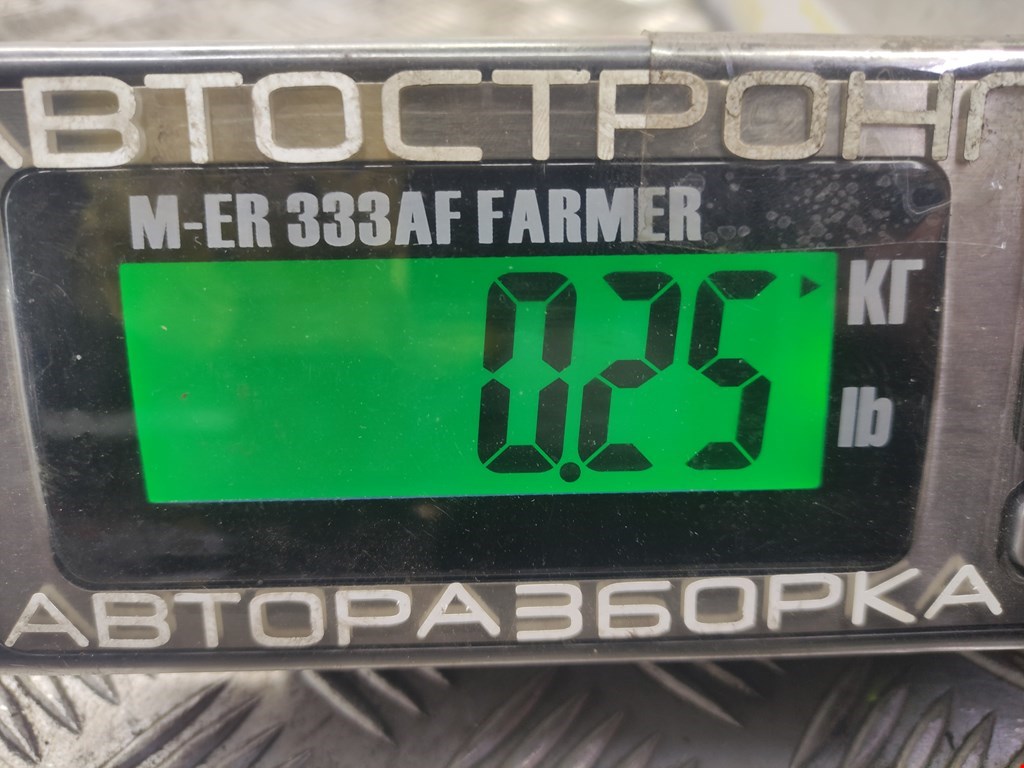 АВТОСТРОНГ
M-ER 333AF FARMER
0.25
КГ
lb
АВТОРАЗБОРКА